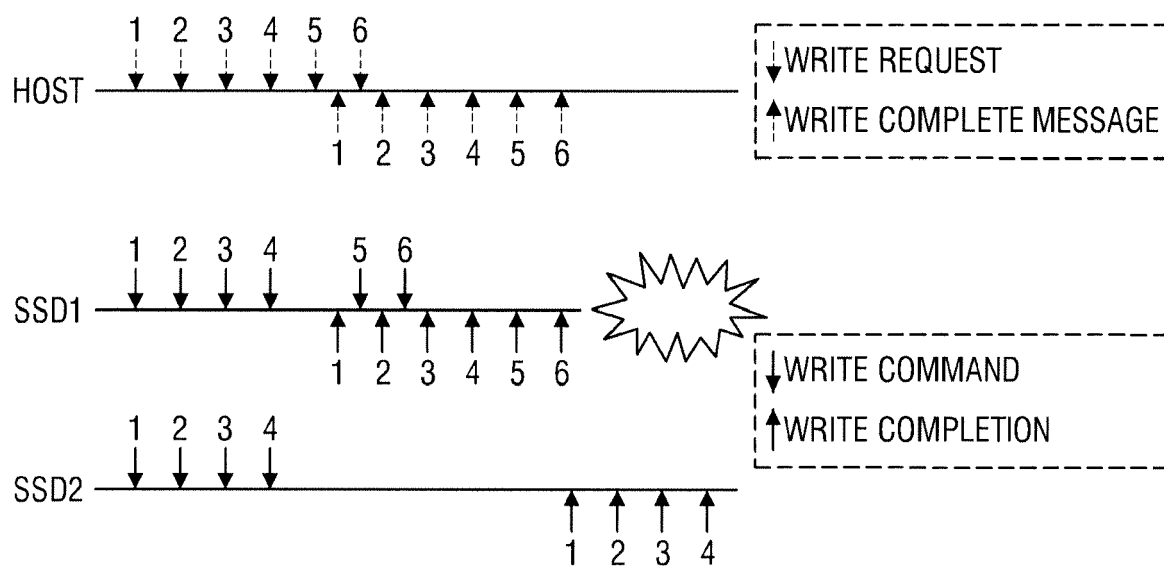 1 2 3 4 5 6
HOST
1 2 3 4 5 6
WRITE REQUEST
WRITE COMPLETE MESSAGE
1 2 3 4 5 6
SSD1
1 2 3 4 5 6
WRITE COMMAND
WRITE COMPLETION
1 2 3 4
SSD2
1 2 3 4